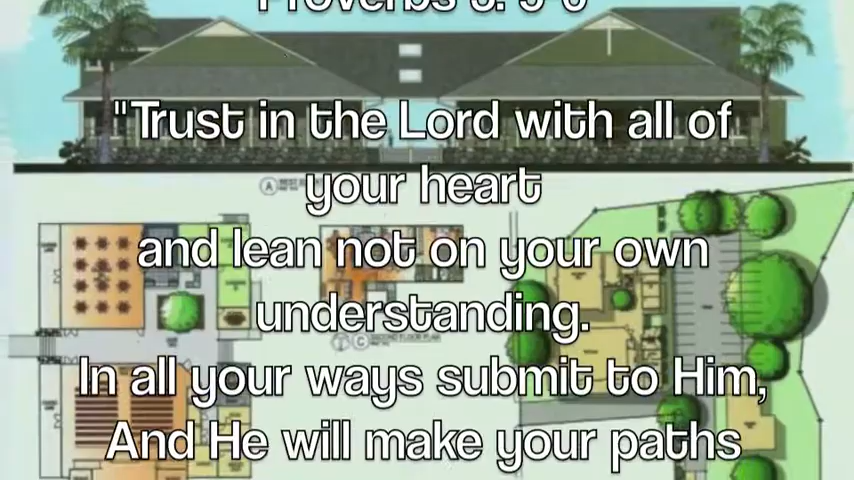 "Trust in the Lord with all of
your heart
and lean not on your own
understanding.
In all your ways submit to Him,
And He will make your paths